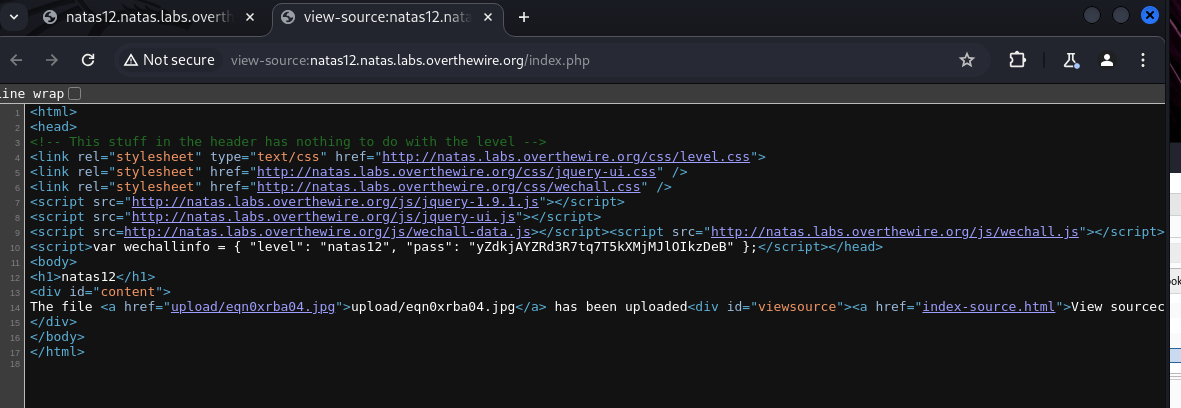 natas12.natas.labs.overth
view-source:natas12.nata
Not secure
view-source:natas12.natas.labs.overthewire.org/index.php
ine wrap
1 <html>
2 <head>
3 <!-- This stuff in the header has nothing to do with the level -->
4 <link rel="stylesheet" type="text/css" href="http://natas.labs.overthewire.org/css/level.css">
5 <link rel="stylesheet" href="http://natas.labs.overthewire.org/css/jquery-ui.css" />
6 <link rel="stylesheet" href="http://natas.labs.overthewire.org/css/wechall.css" />
7 <script src="http://natas.labs.overthewire.org/js/jquery-1.9.1.js"></script>
8 <script src="http://natas.labs.overthewire.org/js/jquery-ui.js"></script>
9 <script src=http://natas.labs.overthewire.org/js/wechall-data.js></script><script src="http://natas.labs.overthewire.org/js/wechall.js"></script>
10 <script>var wechallinfo = { "level": "natas12", "pass": "yZdkjAYZRd3R7tq7T5kXMjMJlOIkzDeB" };</script></head>
11 <body>
12 <h1>natas12</h1>
13 <div id="content">
14 The file <a href="upload/eqn0xrba04.jpg">upload/eqn0xrba04.jpg</a> has been uploaded<div id="viewsource"><a href="index-source.html">View sourcec
15 </div>
16 </body>
17 </html>
18